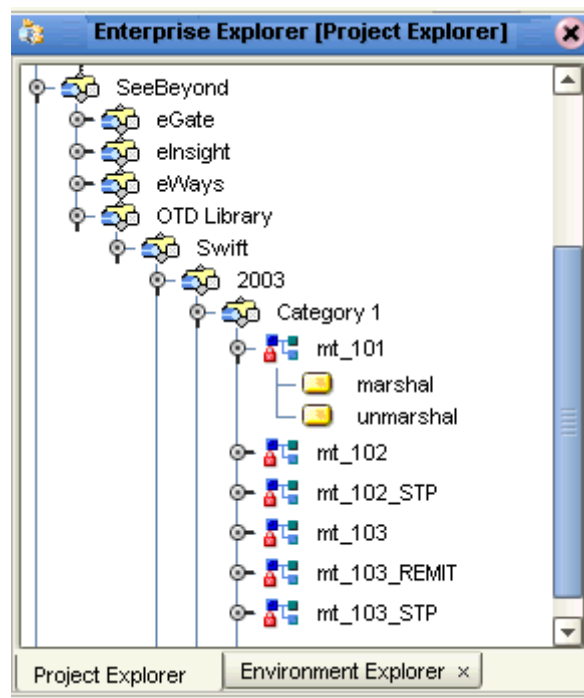 Enterprise Explorer [Project Explorer]
SeeBeyond
eGate
eInsight
eWays
OTD Library
Swift
2003
Category 1
mt_101
marshal
unmarshal
mt_102
mt_102_STP
mt_103
mt_103_REMIT
mt_103_STP
Project Explorer
Environment Explorer ×